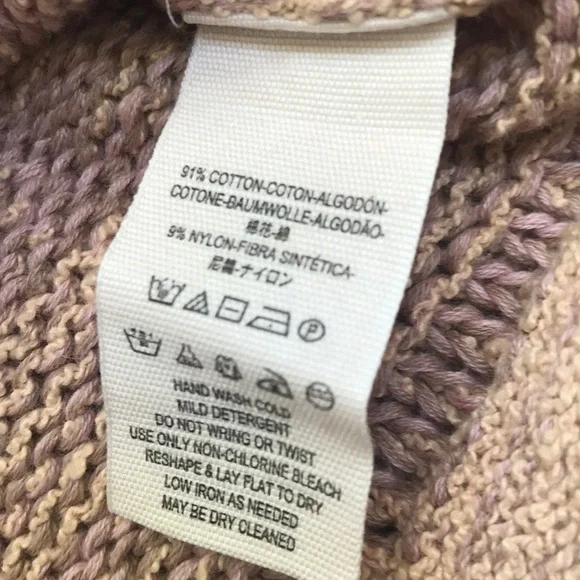 91% COTTON-COTON-ALGODÓN-
COTONE-BAUMWOLLE-ALGODÃO-
棉花-綿
9% NYLON-FIBRA SINTÉTICA-
尼龍-ナイロン
P
HAND WASH COLD
MILD DETERGENT
DO NOT WRING OR TWIST
USE ONLY NON-CHLORINE BLEACH
RESHAPE & LAY FLAT TO DRY
LOW IRON AS NEEDED
MAY BE DRY CLEANED